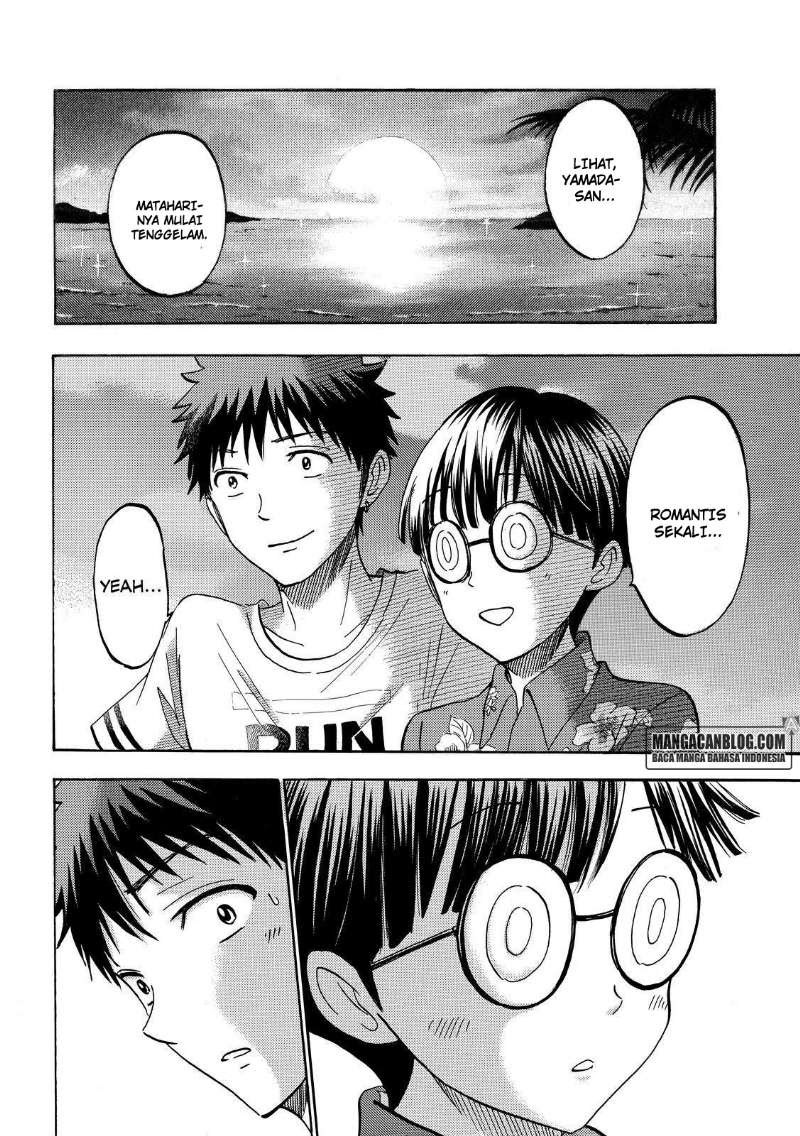 LIHAT,
YAMADA-
SAN...
MATAHARI-
NYA MULAI
TENGGELAM.
ROMANTIS
SEKALI...
YEAH...
RUN
MANGACANBLOG.COM
BACA MANGA BAHASA INDONESIA